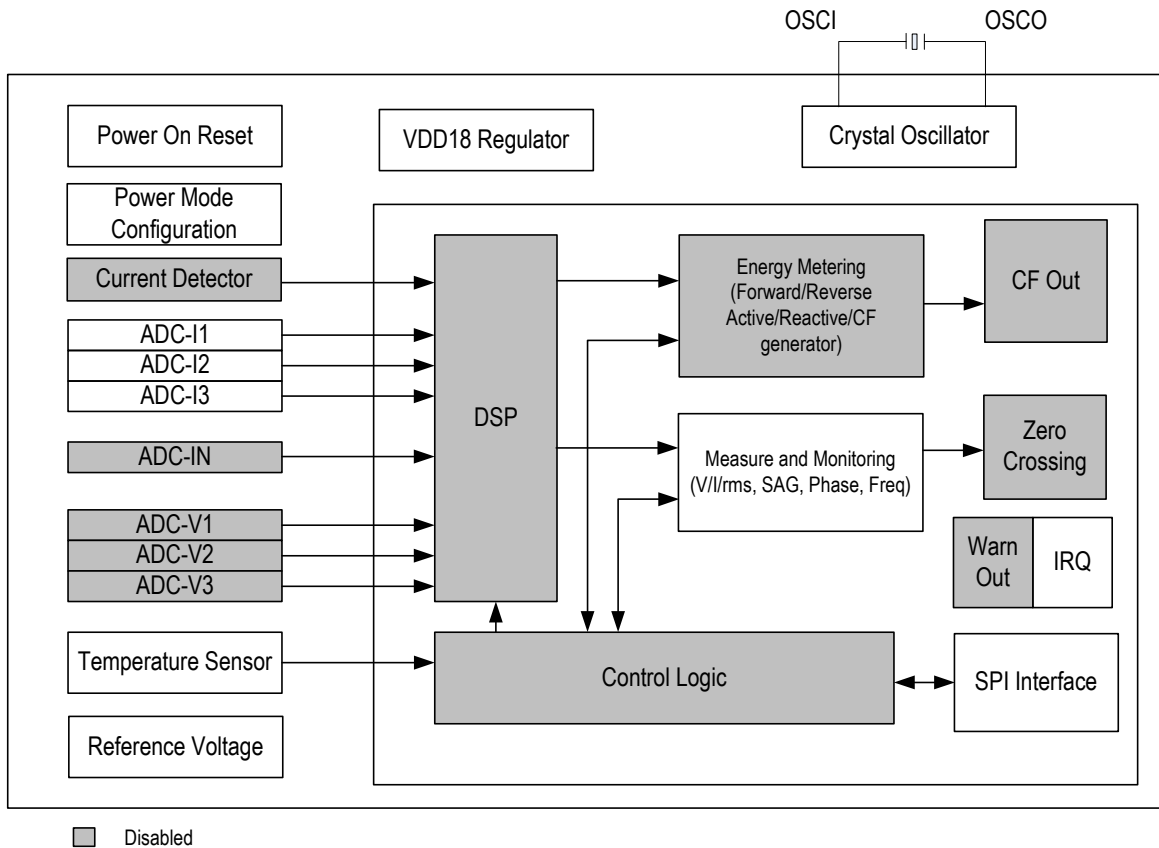 OSCI
OSCO
Power On Reset
VDD18 Regulator
Crystal Oscillator
Power Mode
Configuration
Current Detector
ADC-I1
ADC-I2
ADC-I3
ADC-IN
ADC-V1
ADC-V2
ADC-V3
Temperature Sensor
Reference Voltage
DSP
Energy Metering
(Forward/Reverse
Active/Reactive/CF
generator)
CF Out
Measure and Monitoring
(V/I/rms, SAG, Phase, Freq)
Zero
Crossing
Warn
Out
IRQ
Control Logic
SPI Interface
Disabled